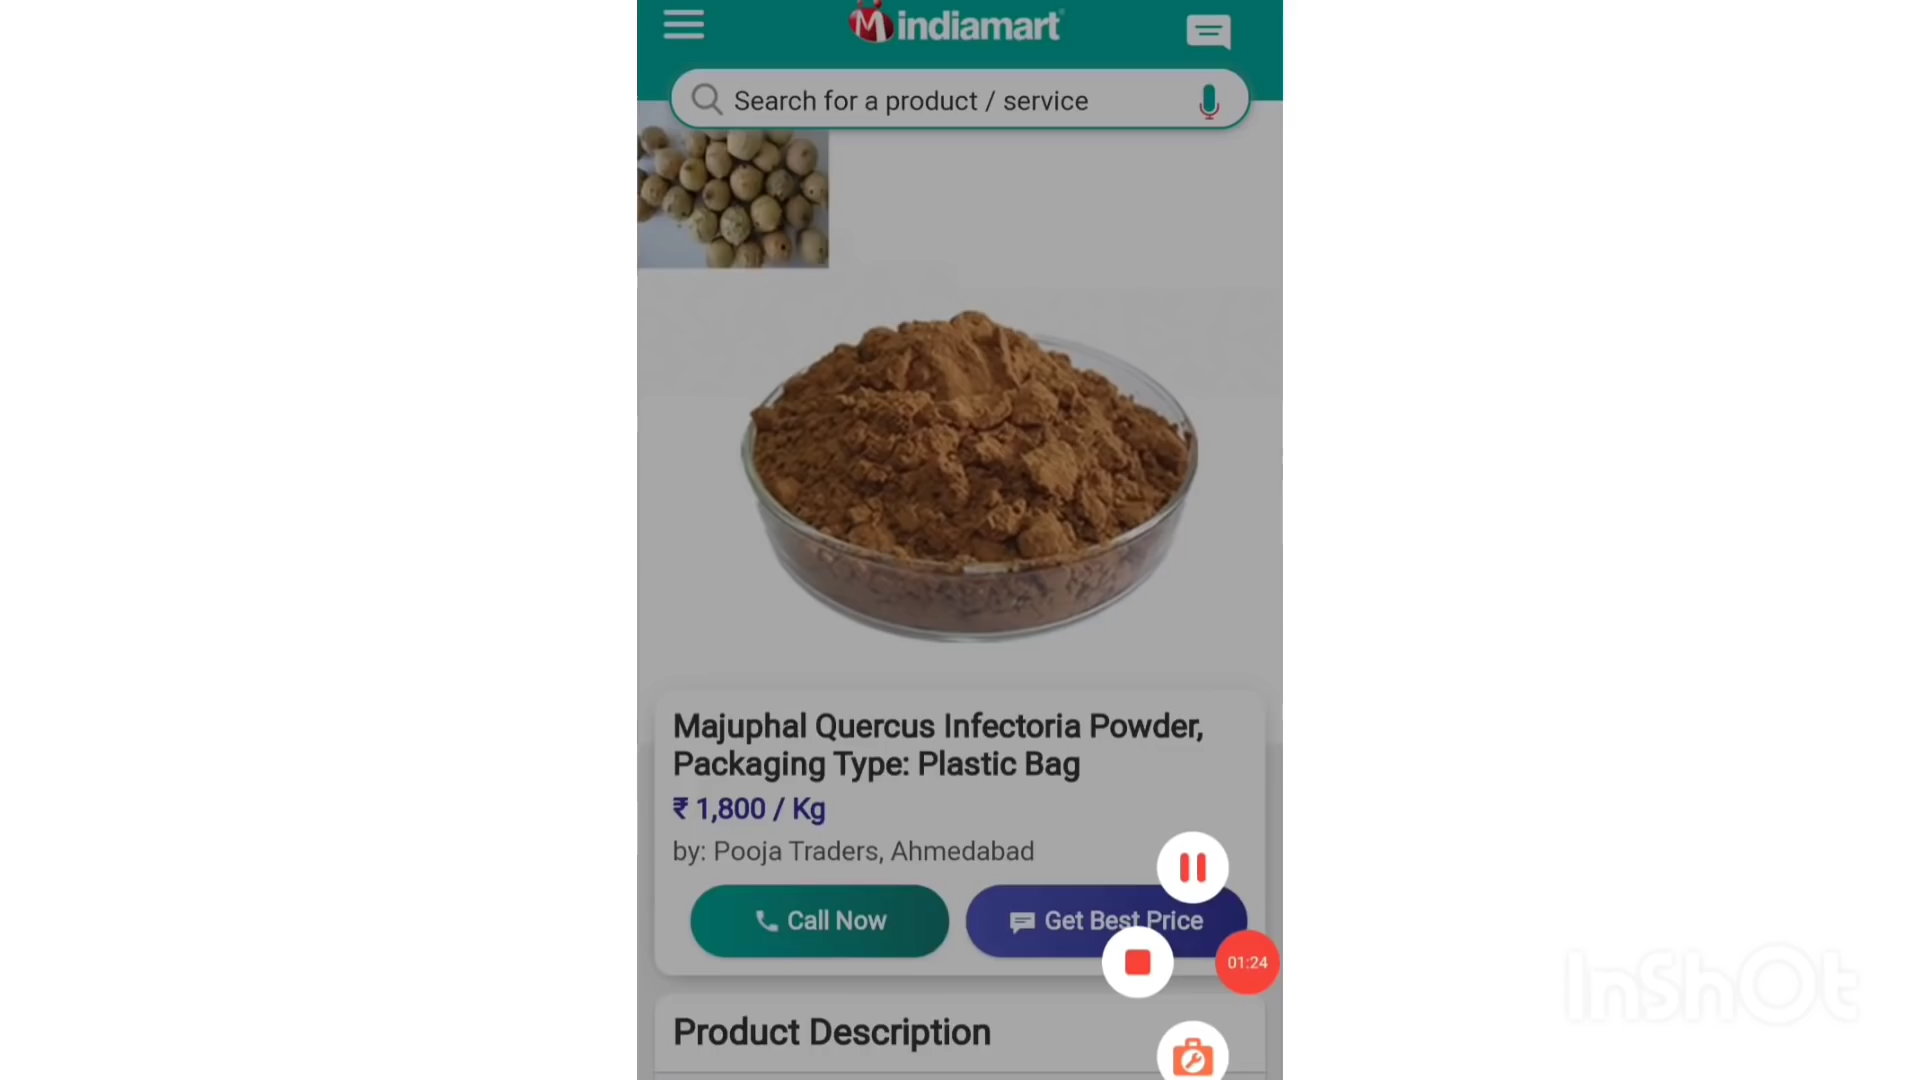 indiamart
Search for a product / service
Majuphal Quercus Infectoria Powder,
Packaging Type: Plastic Bag
₹ 1,800 / Kg
by: Pooja Traders, Ahmedabad
Call Now
Get Best Price
01:24
Product Description
InShOt